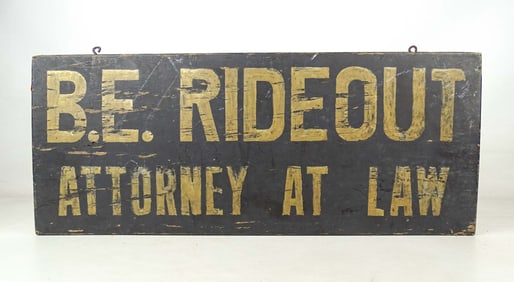 B.E. RIDEOUT
ATTORNEY AT LAW